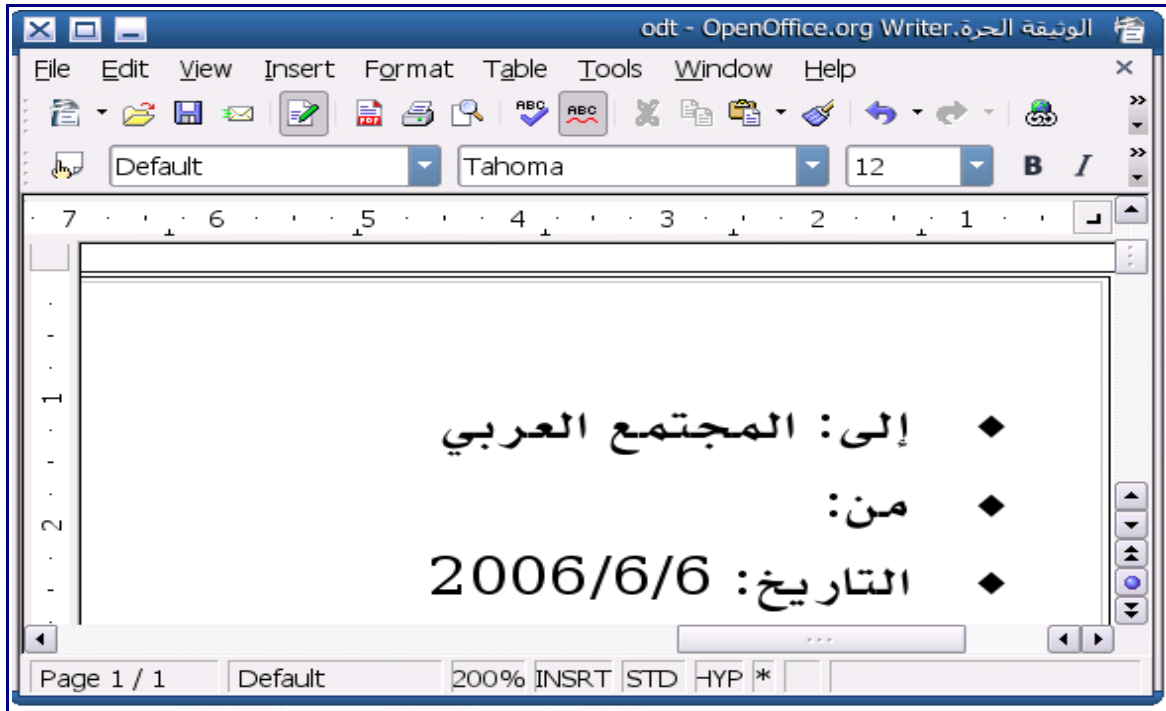 الوثيقة الحرة.odt - OpenOffice.org Writer
File Edit View Insert Format Table Tools Window Help
Default Tahoma 12 B I
7 6 5 4 3 2 1
1
إلى: المجتمع العربي
من:
2
التاريخ: 2006/6/6
Page 1 / 1 Default 200% INSRT STD HYP *